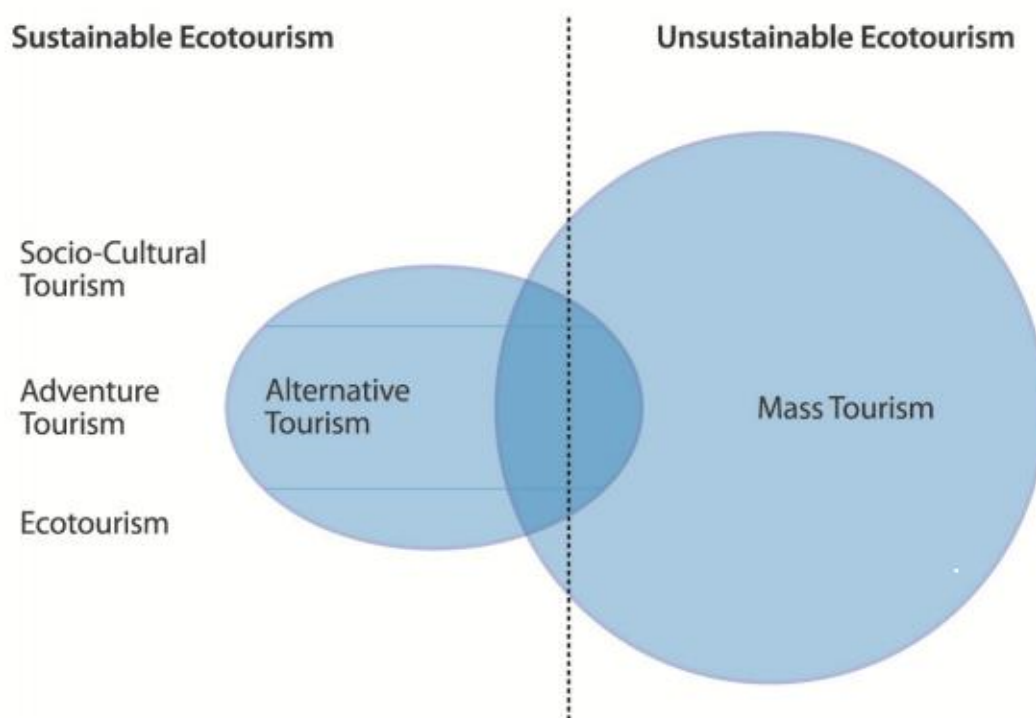 Sustainable Ecotourism
Unsustainable Ecotourism
Socio-Cultural
Tourism
Adventure
Tourism
Alternative
Tourism
Mass Tourism
Ecotourism